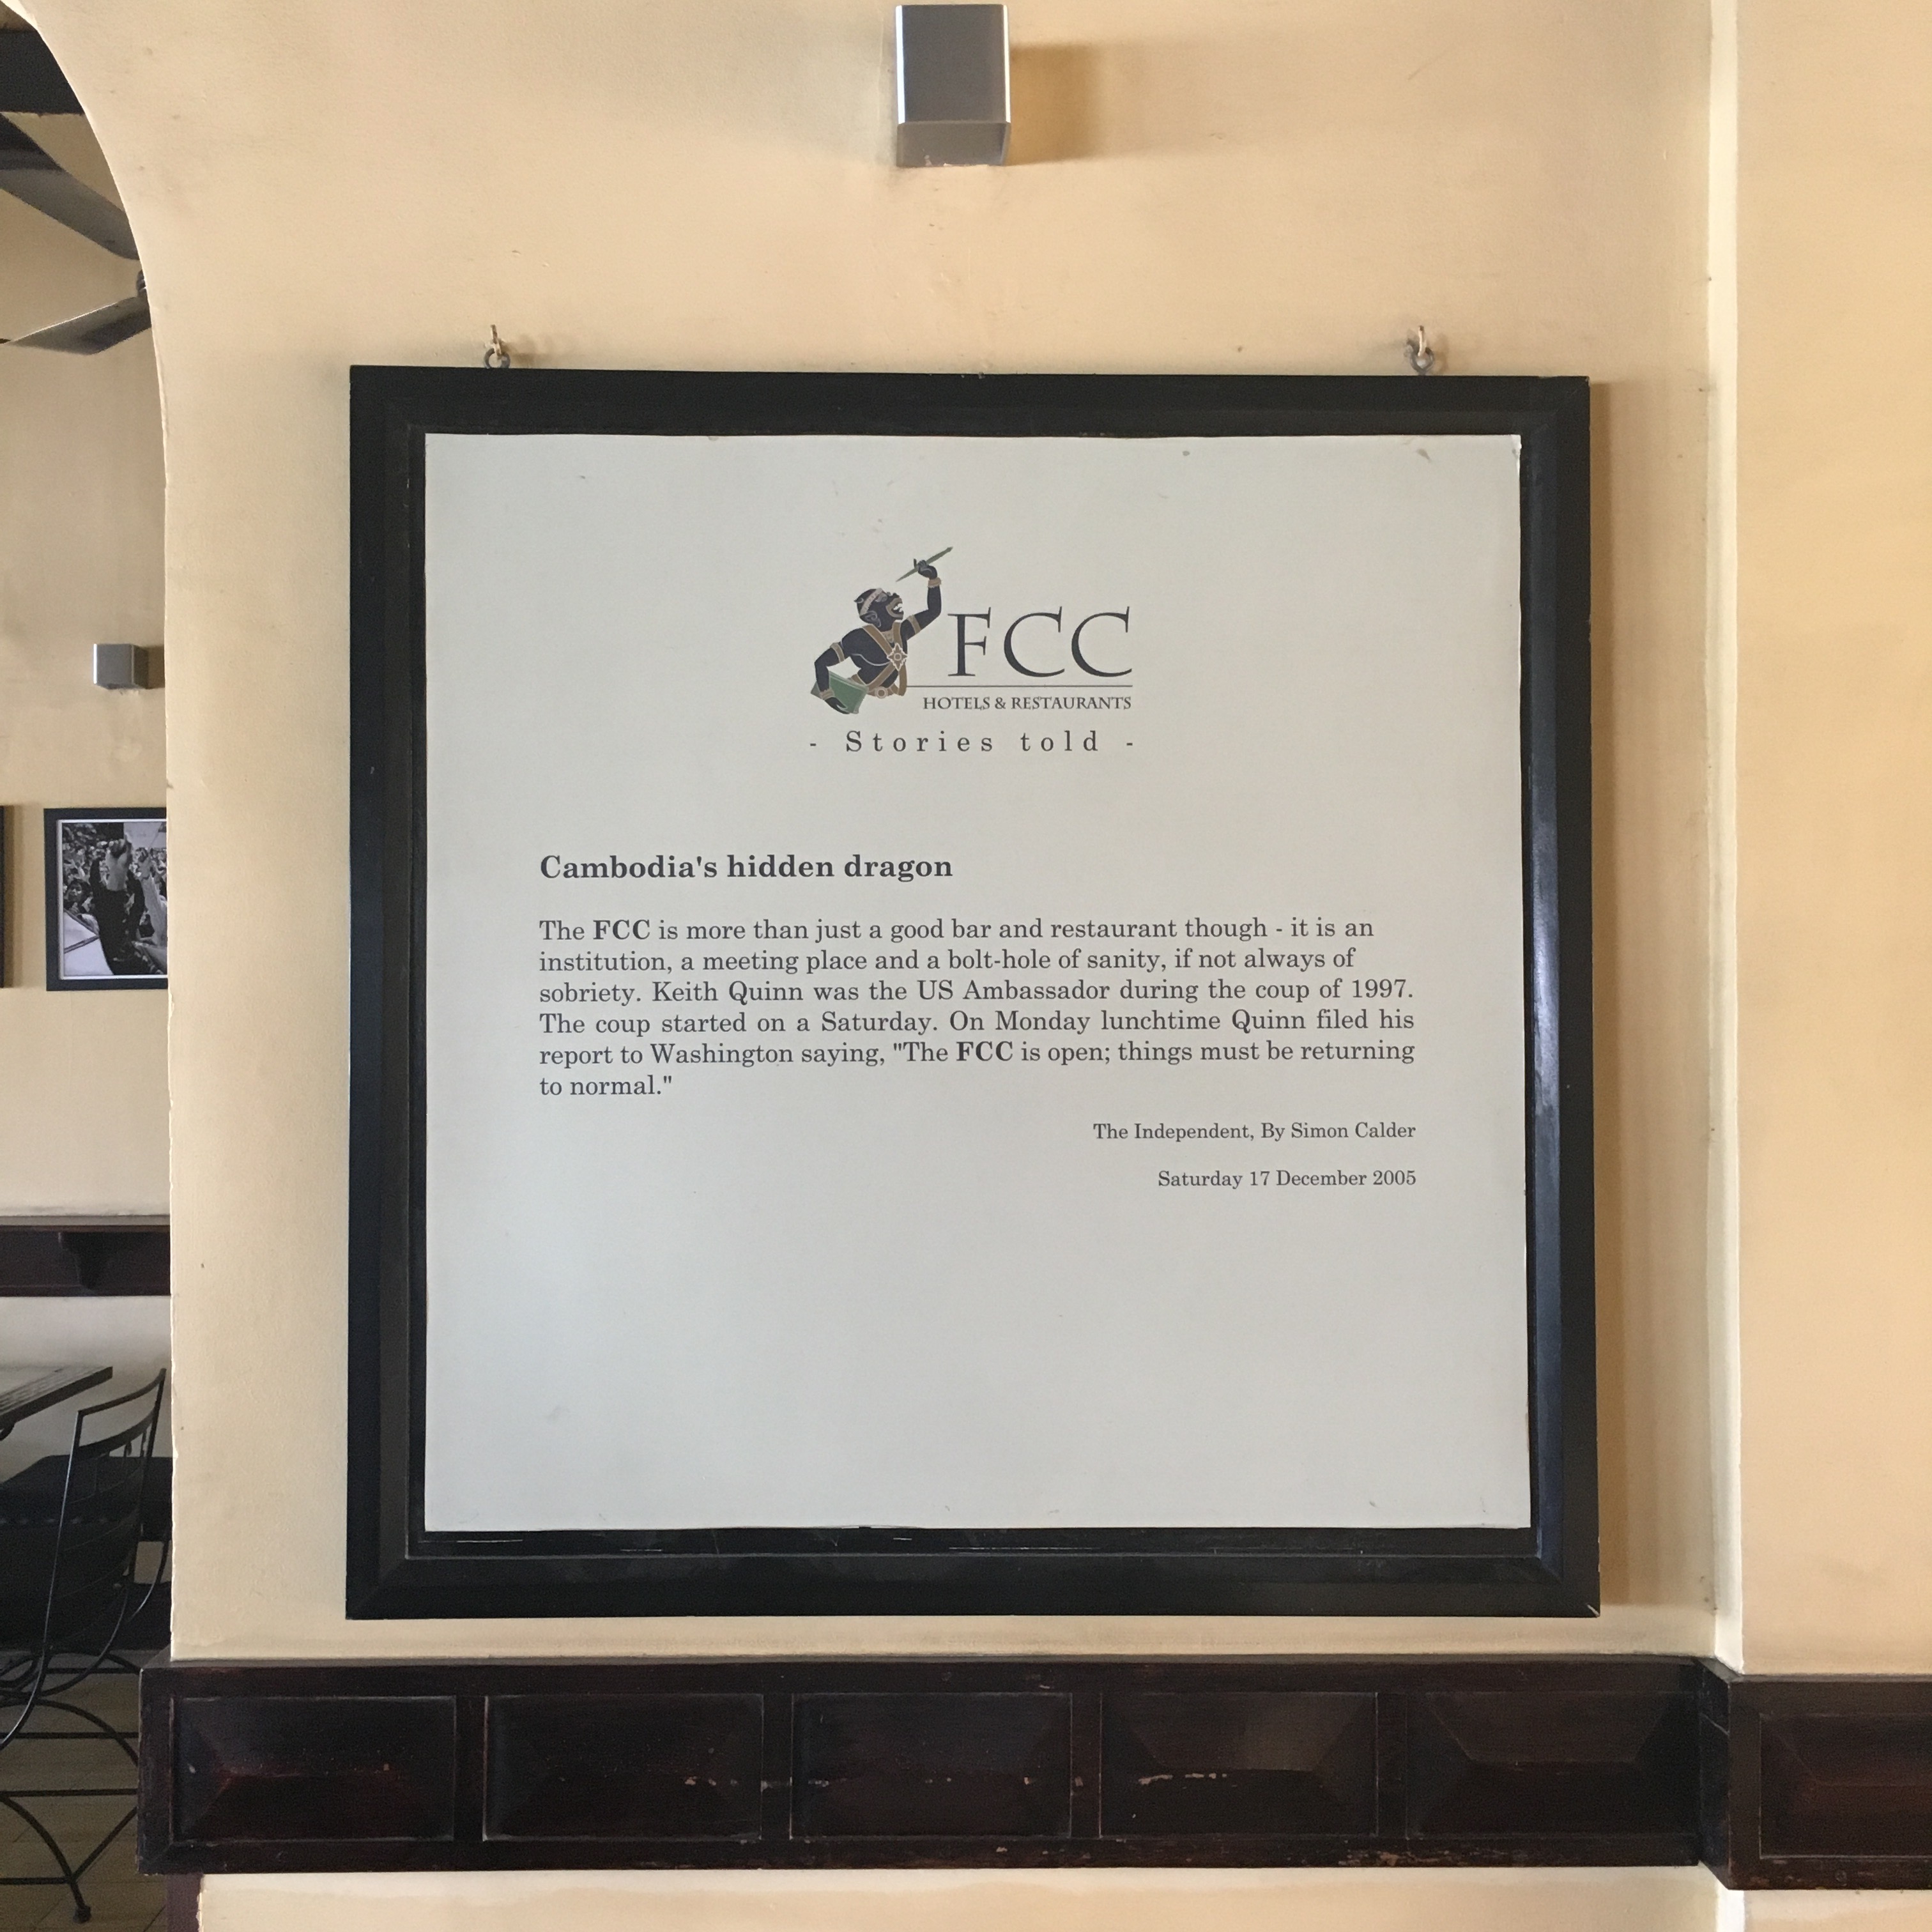 FCC
HOTELS & RESTAURANTS
- Stories told -
Cambodia's hidden dragon
The FCC is more than just a good bar and restaurant though - it is an
institution, a meeting place and a bolt-hole of sanity, if not always of
sobriety. Keith Quinn was the US Ambassador during the coup of 1997.
The coup started on a Saturday. On Monday lunchtime Quinn filed his
report to Washington saying, "The FCC is open; things must be returning
to normal."
The Independent, By Simon Calder
Saturday 17 December 2005